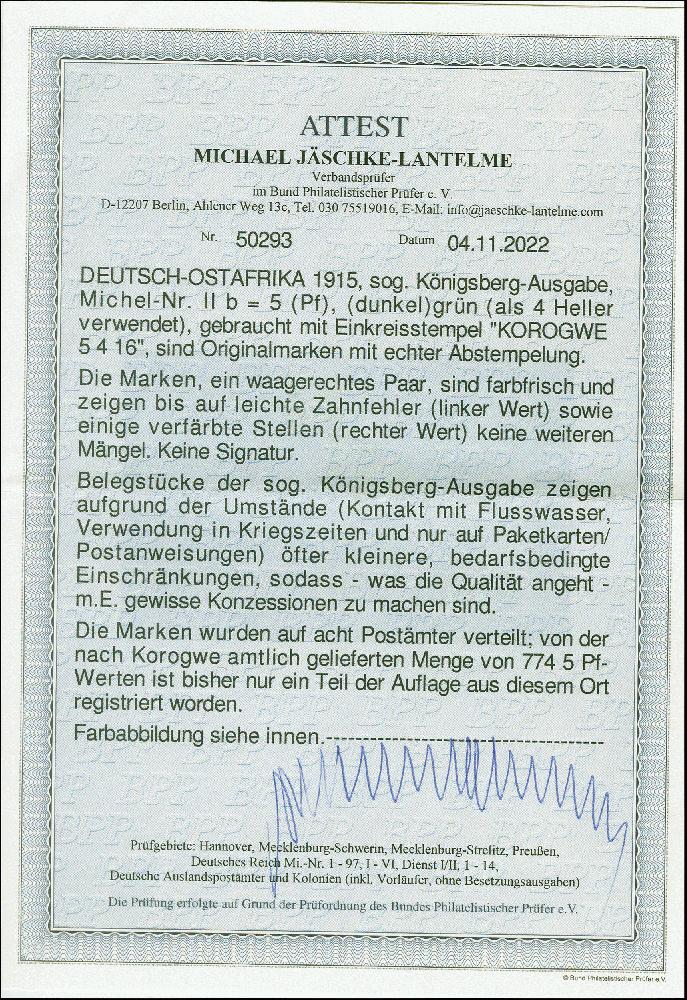 ATTEST
MICHAEL JÄSCHKE-LANTELME
Verbandsprüfer
im Bund Philatelistischer Prüfer e. V.
D-12207 Berlin, Ahlener Weg 13c, Tel. 030 75519016, E-Mail: info@jaeschke-lantelme.com
Nr. 50293 Datum 04.11.2022
DEUTSCH-OSTAFRIKA 1915, sog. Königsberg-Ausgabe,
Michel-Nr. II b = 5 (Pf), (dunkel)grün (als 4 Heller
verwendet), gebraucht mit Einkreisstempel "KOROGWE
5 4 16", sind Originalmarken mit echter Abstempelung.
Die Marken, ein waagerechtes Paar, sind farbfrisch und
zeigen bis auf leichte Zahnfehler (linker Wert) sowie
einige verfärbte Stellen (rechter Wert) keine weiteren
Mängel. Keine Signatur.
Belegstücke der sog. Königsberg-Ausgabe zeigen
aufgrund der Umstände (Kontakt mit Flusswasser,
Verwendung in Kriegszeiten und nur auf Paketkarten/
Postanweisungen) öfter kleinere, bedarfsbedingte
Einschränkungen, sodass - was die Qualität angeht -
m.E. gewisse Konzessionen zu machen sind.
Die Marken wurden auf acht Postämter verteilt; von der
nach Korogwe amtlich gelieferten Menge von 774 5 Pf-
Werten ist bisher nur ein Teil der Auflage aus diesem Ort
registriert worden.
Farbabbildung siehe innen.------------------------------------
Prüfgebiete: Hannover, Mecklenburg-Schwerin, Mecklenburg-Strelitz, Preußen,
Deutsches Reich Mi.-Nr. 1 - 97, I - VI, Dienst I/II, 1 - 14,
Deutsche Auslandspostämter und Kolonien (inkl. Vorläufer, ohne Besetzungsausgaben)
Die Prüfung erfolgte auf Grund der Prüfordnung des Bundes Philatelistischer Prüfer e.V.
© Bund Philatelistischer Prüfer e.V.